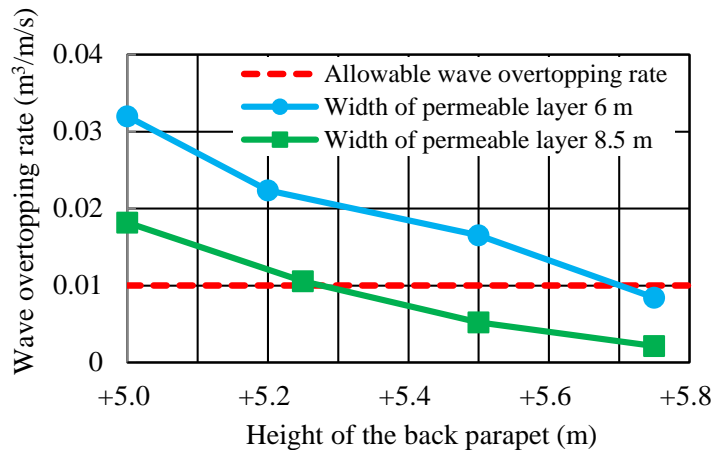 Wave overtopping rate (m³/m/s)
0.04
0.03
0.02
0.01
0
Allowable wave overtopping rate
Width of permeable layer 6 m
Width of permeable layer 8.5 m
+5.0 +5.2 +5.4 +5.6 +5.8
Height of the back parapet (m)